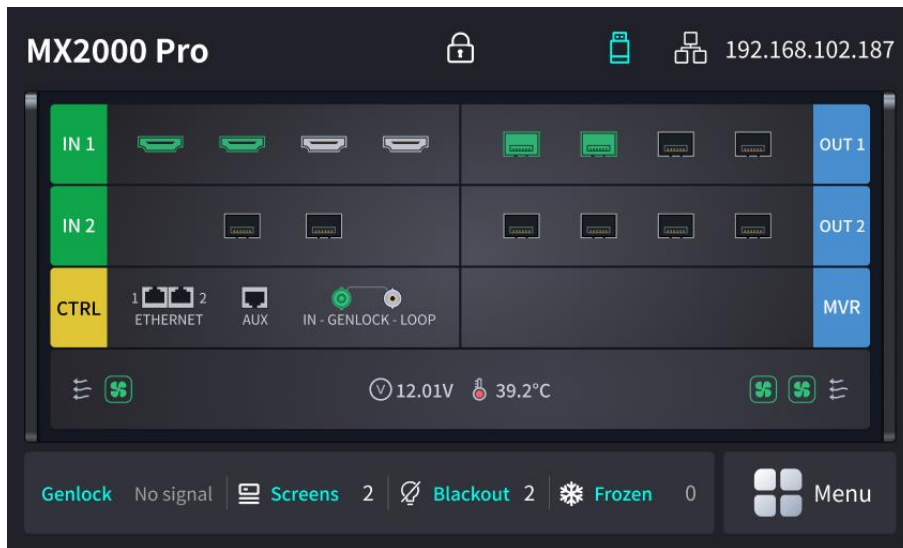 MX2000 Pro 192.168.102.187
IN 1 OUT 1
IN 2 OUT 2
CTRL 1 2 MVR
ETHERNET AUX IN - GENLOCK - LOOP
V 12.01V 39.2°C
Genlock No signal Screens 2 Blackout 2 Frozen 0 Menu